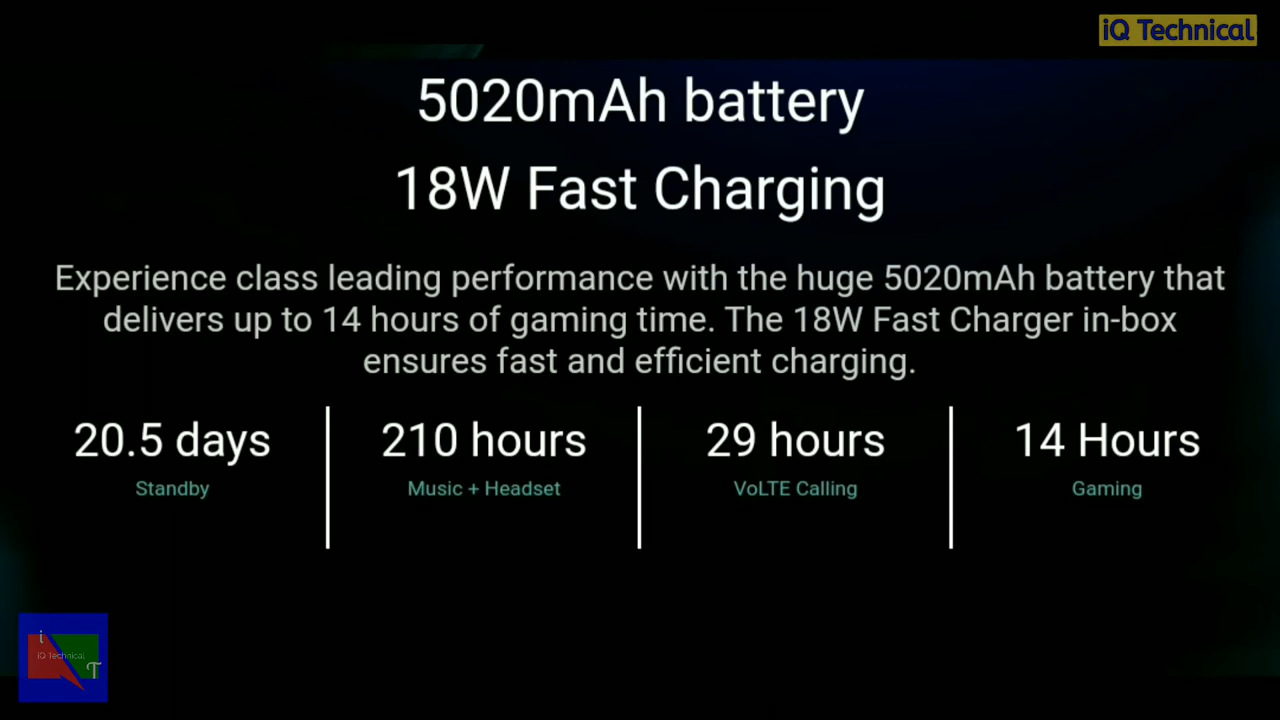 iQ Technical
5020mAh battery
18W Fast Charging
Experience class leading performance with the huge 5020mAh battery that
delivers up to 14 hours of gaming time. The 18W Fast Charger in-box
ensures fast and efficient charging.
20.5 days
Standby
210 hours
Music + Headset
29 hours
VoLTE Calling
14 Hours
Gaming
i
iQ Technical
T